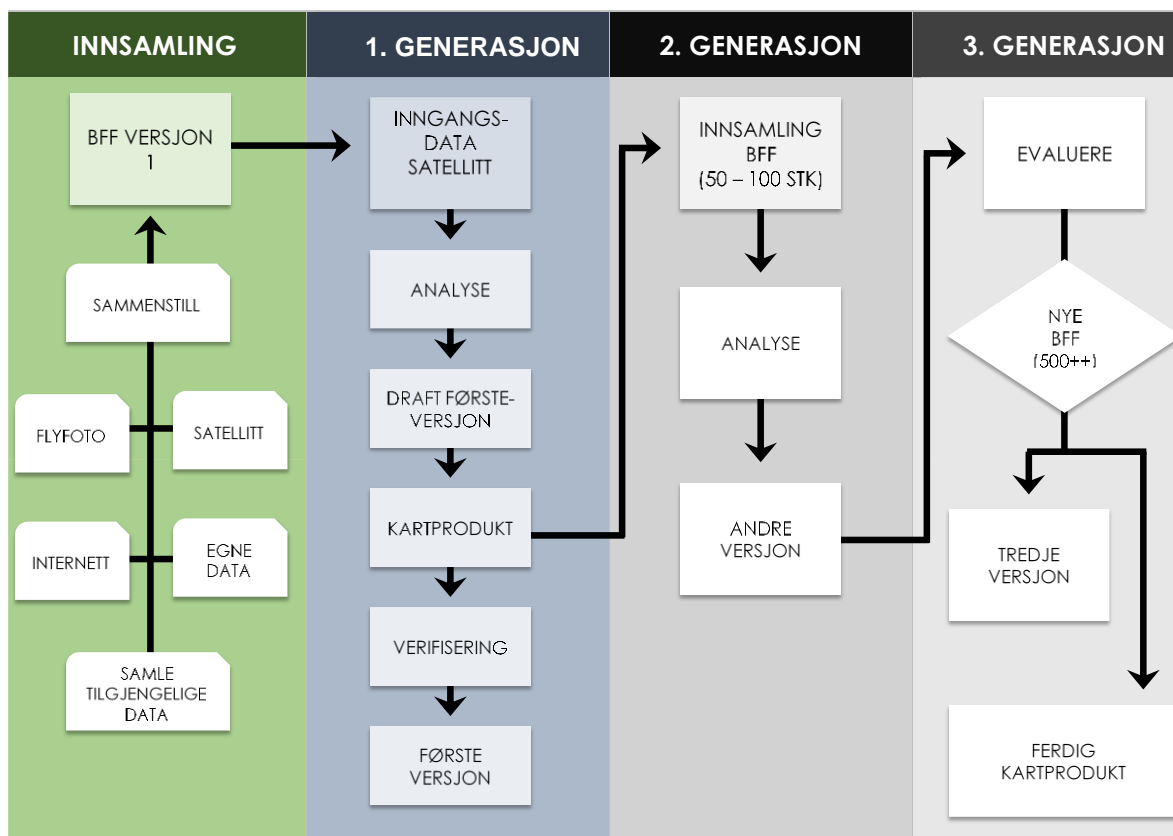 INNSAMLING
BFF VERSJON
1
SAMMENSTILL
FLYFOTO
SATELLITT
INTERNETT
EGNE
DATA
SAMLE
TILGJENGELIGE
DATA
1. GENERASJON
INNGANGS-
DATA
SATELLITT
ANALYSE
DRAFT FØRSTE-
VERSJON
KARTPRODUKT
VERIFISERING
FØRSTE
VERSJON
2. GENERASJON
INNSAMLING
BFF
(50 – 100 STK)
ANALYSE
ANDRE
VERSJON
3. GENERASJON
EVALUERE
NYE
BFF
(500++)
TREDJE
VERSJON
FERDIG
KARTPRODUKT